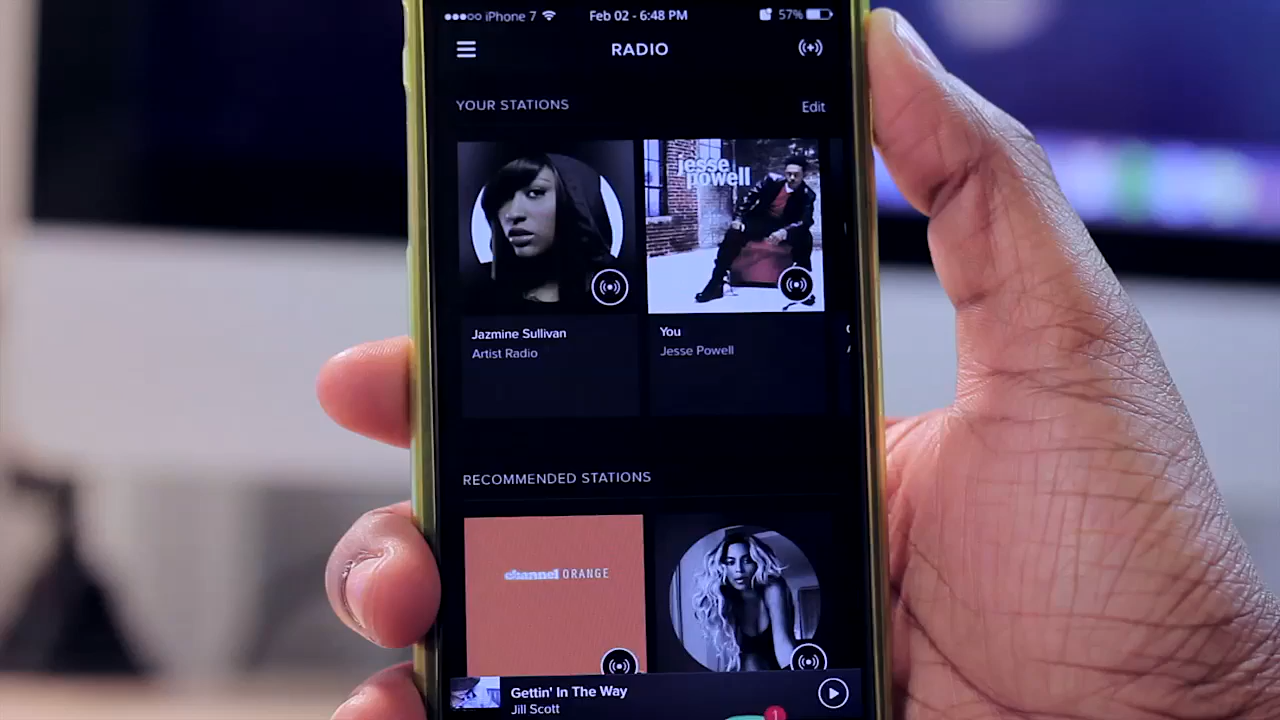 iPhone 7
Feb 02 - 6:48 PM
57%
RADIO
YOUR STATIONS
Edit
jesse
powell
Jazmine Sullivan
Artist Radio
You
Jesse Powell
RECOMMENDED STATIONS
channel ORANGE
Gettin' In The Way
Jill Scott
1